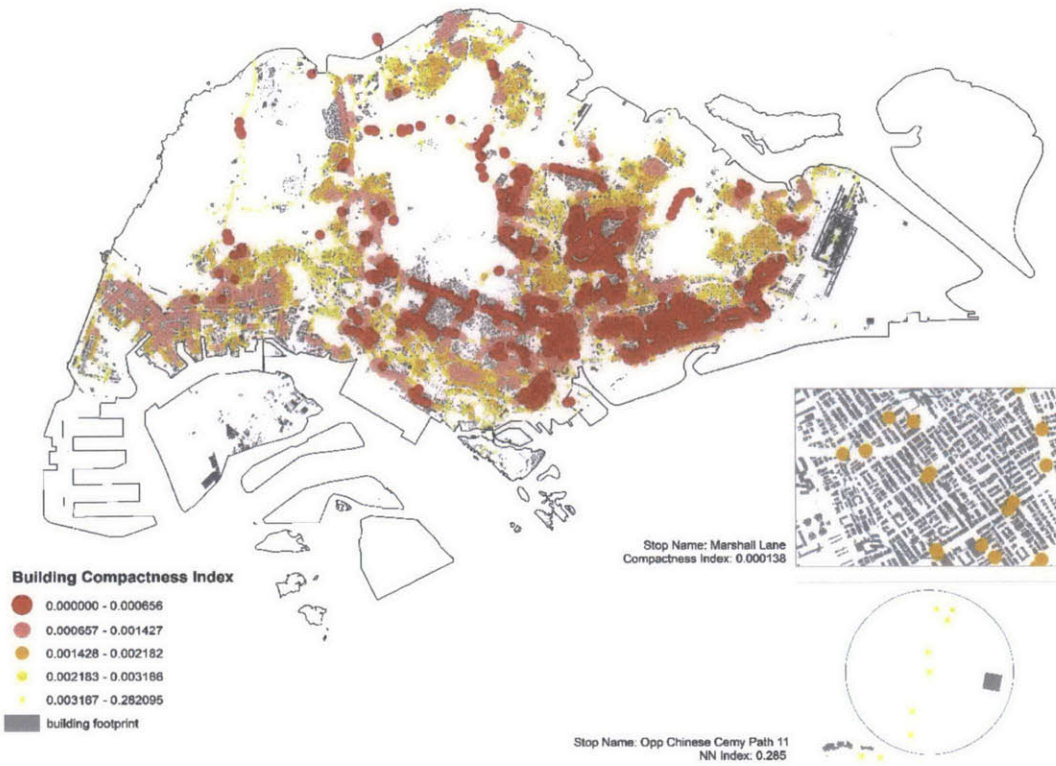 Stop Name: Marshall Lane
Compactness Index: 0.000138
Building Compactness Index
0.000000 - 0.000656
0.000657 - 0.001427
0.001428 - 0.002182
0.002183 - 0.003186
0.003187 - 0.282095
building footprint
Stop Name: Opp Chinese Cemy Path 11
NN Index: 0.285